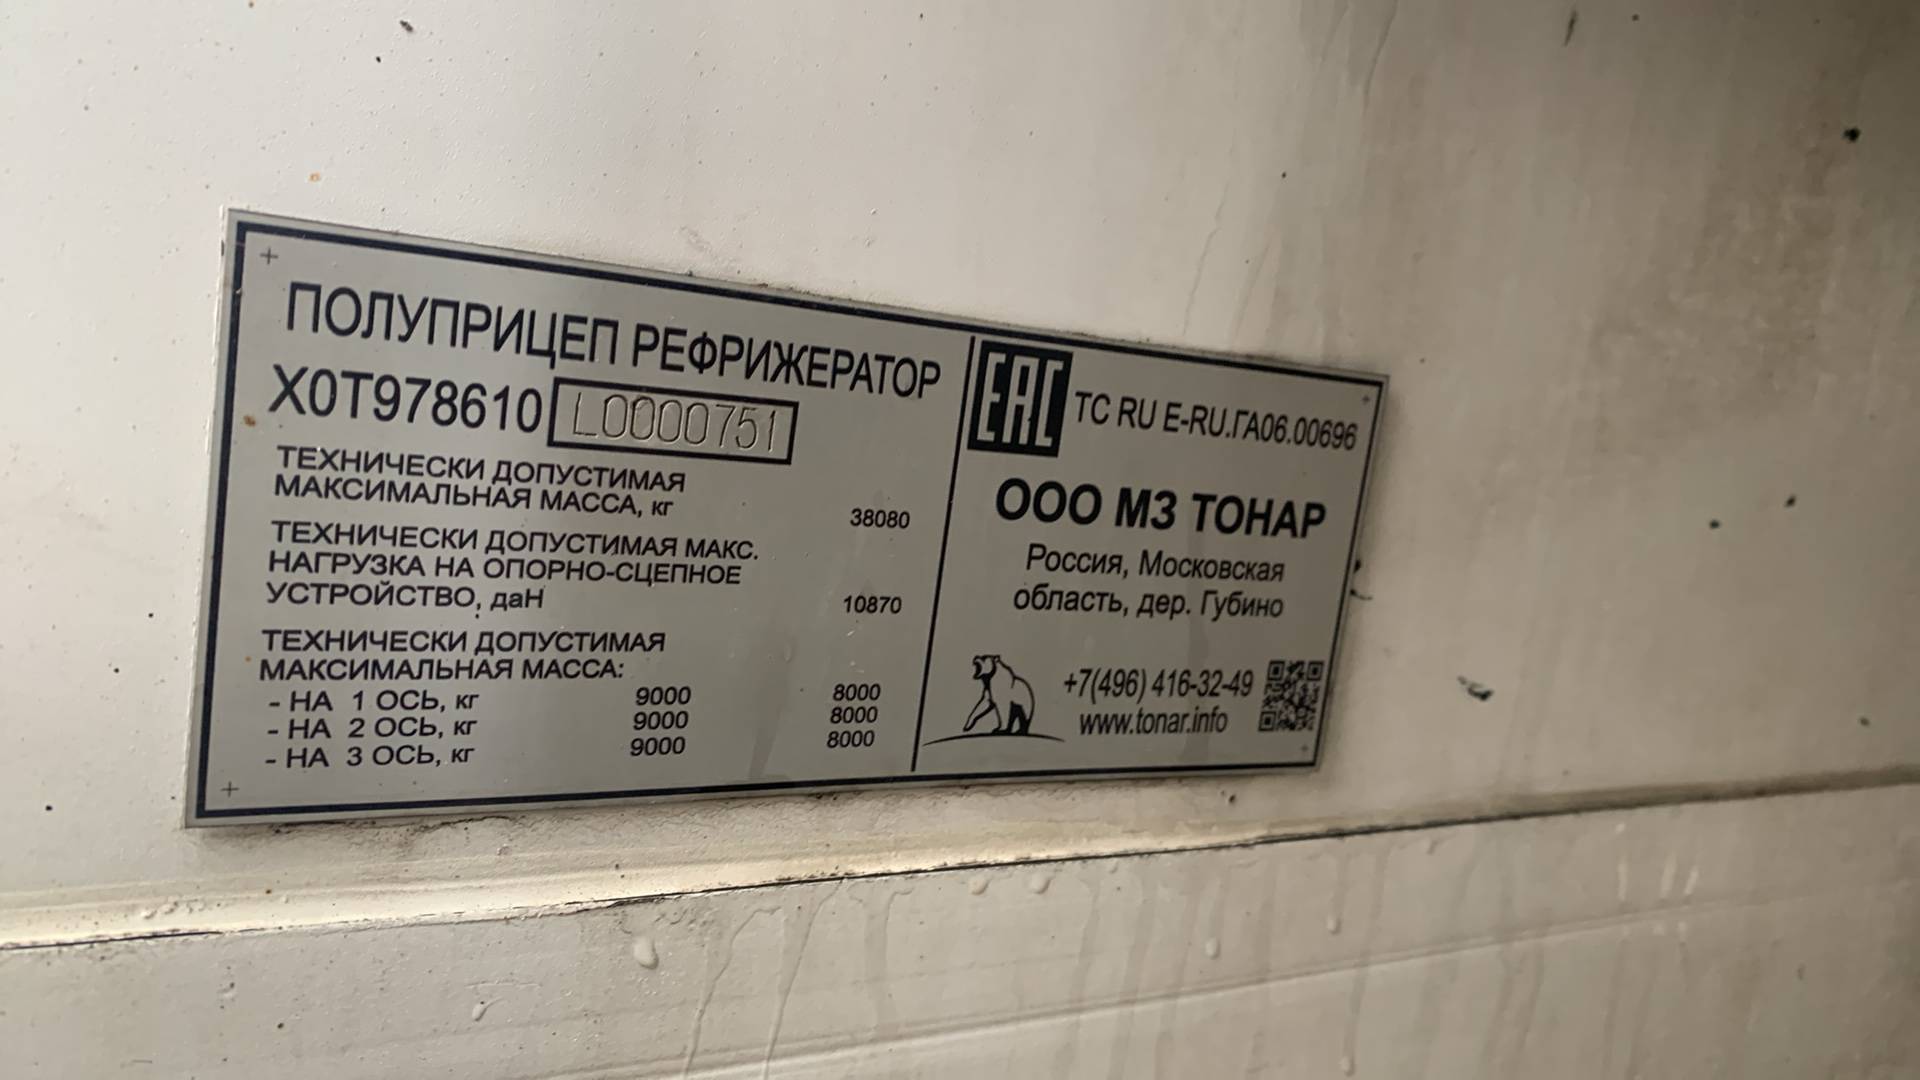 ПОЛУПРИЦЕП РЕФРИЖЕРАТОР
X0T978610 L0000751
ТЕХНИЧЕСКИ ДОПУСТИМАЯ
МАКСИМАЛЬНАЯ МАССА, кг 38080
ТЕХНИЧЕСКИ ДОПУСТИМАЯ МАКС.
НАГРУЗКА НА ОПОРНО-СЦЕПНОЕ
УСТРОЙСТВО, даН 10870
ТЕХНИЧЕСКИ ДОПУСТИМАЯ
МАКСИМАЛЬНАЯ МАССА:
- НА 1 ОСЬ, кг 9000 8000
- НА 2 ОСЬ, кг 9000 8000
- НА 3 ОСЬ, кг 9000 8000
EAC TC RU E-RU.ГА06.00696
ООО МЗ ТОНАР
Россия, Московская
область, дер. Губино
+7(496) 416-32-49
www.tonar.info